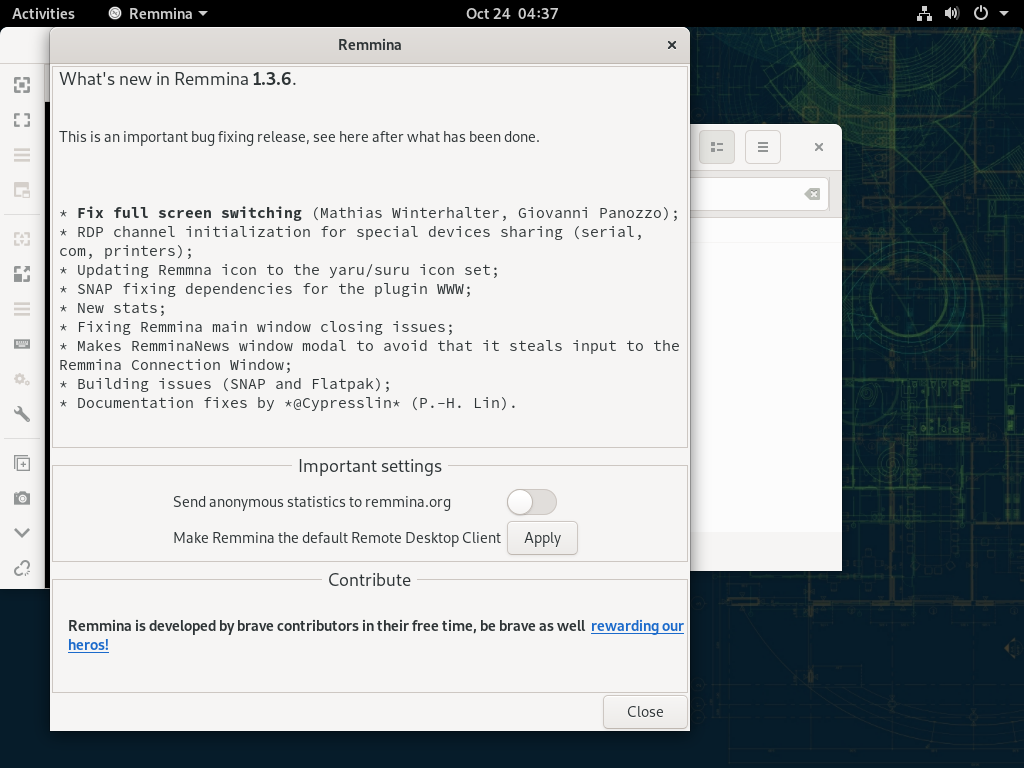 Activities
Remmina
Oct 24 04:37
Remmina
What's new in Remmina 1.3.6.
This is an important bug fixing release, see here after what has been done.
* Fix full screen switching (Mathias Winterhalter, Giovanni Panozzo);
* RDP channel initialization for special devices sharing (serial,
com, printers);
* Updating Remmna icon to the yaru/suru icon set;
* SNAP fixing dependencies for the plugin WWW;
* New stats;
* Fixing Remmina main window closing issues;
* Makes RemminaNews window modal to avoid that it steals input to the
Remmina Connection Window;
* Building issues (SNAP and Flatpak);
* Documentation fixes by *@Cypresslin* (P.-H. Lin).
Important settings
Send anonymous statistics to remmina.org
Make Remmina the default Remote Desktop Client
Apply
Contribute
Remmina is developed by brave contributors in their free time, be brave as well rewarding our
heros!
Close